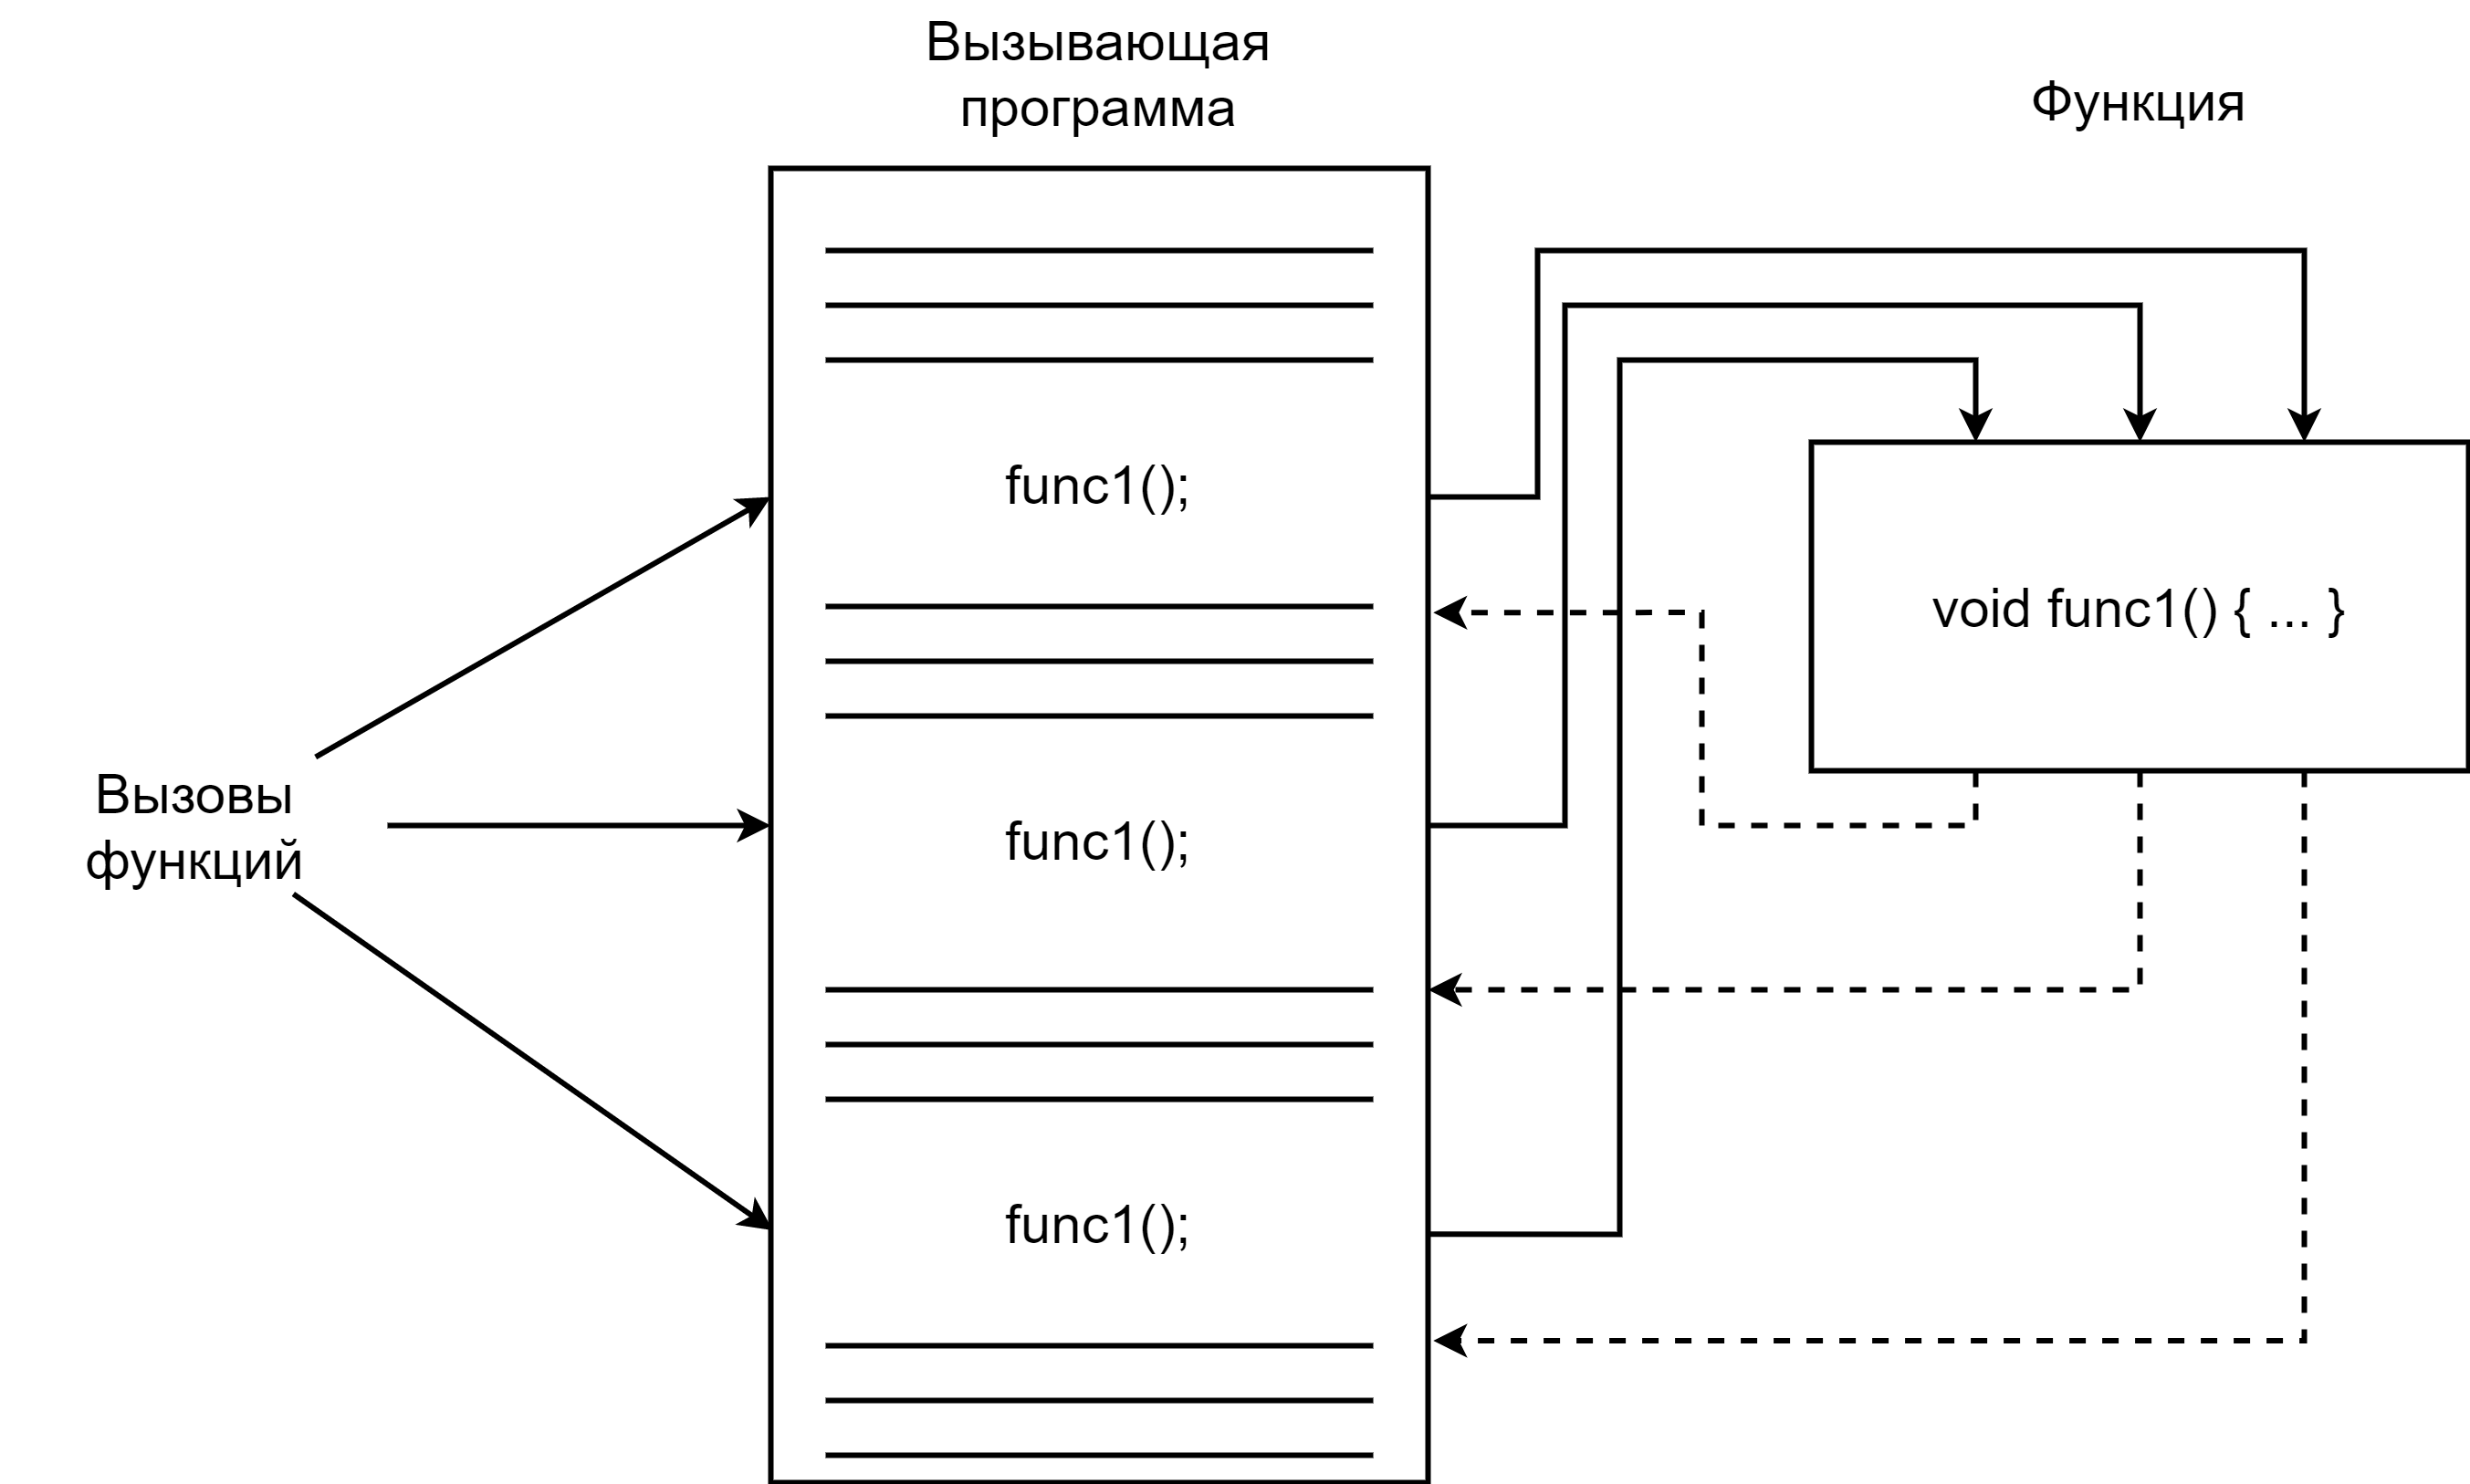 Вызывающая
программа
Функция
func1();
void func1() { ... }
Вызовы
функций
func1();
func1();